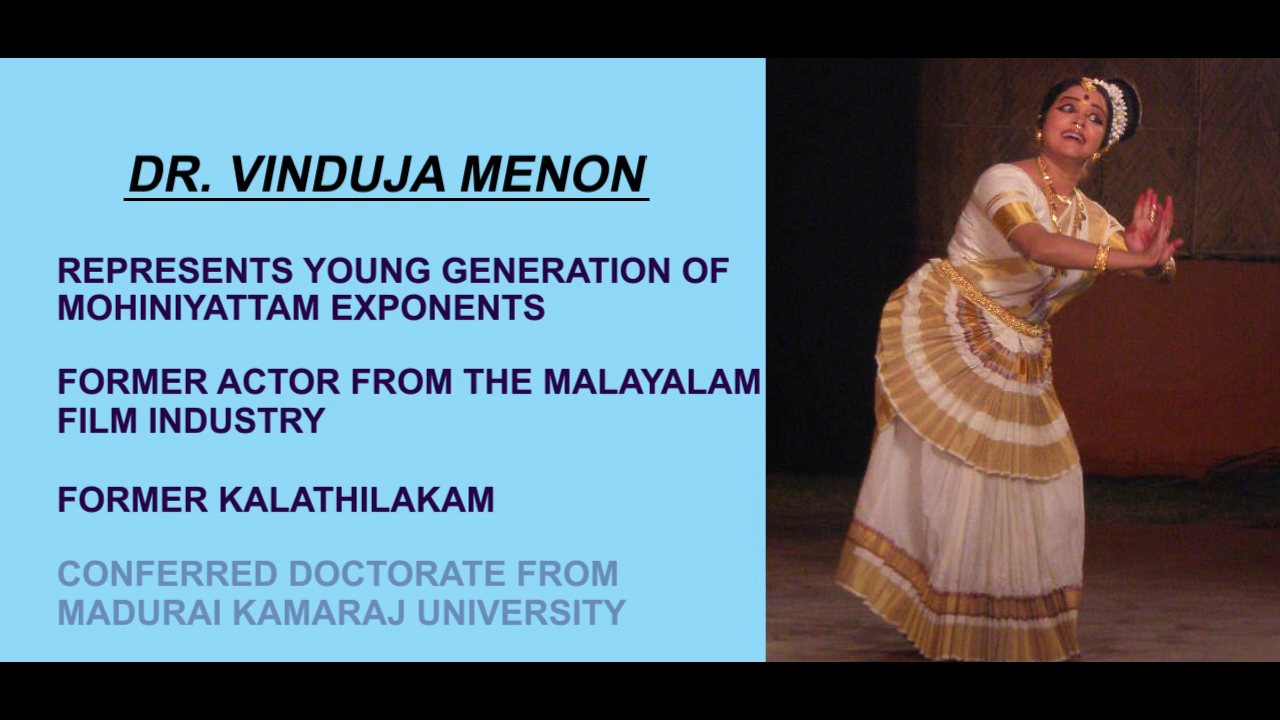 DR. VINDUJA MENON
REPRESENTS YOUNG GENERATION OF
MOHINIYATTAM EXPONENTS
FORMER ACTOR FROM THE MALAYALAM
FILM INDUSTRY
FORMER KALATHILAKAM
CONFERRED DOCTORATE FROM
MADURAI KAMARAJ UNIVERSITY